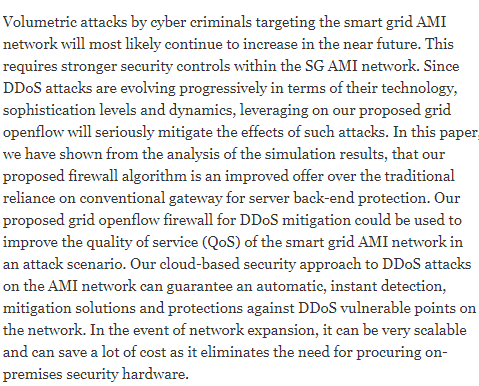 Volumetric attacks by cyber criminals targeting the smart grid AMI
network will most likely continue to increase in the near future. This
requires stronger security controls within the SG AMI network. Since
DDoS attacks are evolving progressively in terms of their technology,
sophistication levels and dynamics, leveraging on our proposed grid
openflow will seriously mitigate the effects of such attacks. In this paper,
we have shown from the analysis of the simulation results, that our
proposed firewall algorithm is an improved offer over the traditional
reliance on conventional gateway for server back-end protection. Our
proposed grid openflow firewall for DDoS mitigation could be used to
improve the quality of service (QoS) of the smart grid AMI network in
an attack scenario. Our cloud-based security approach to DDoS attacks
on the AMI network can guarantee an automatic, instant detection,
mitigation solutions and protections against DDoS vulnerable points on
the network. In the event of network expansion, it can be very scalable
and can save a lot of cost as it eliminates the need for procuring on-
premises security hardware.